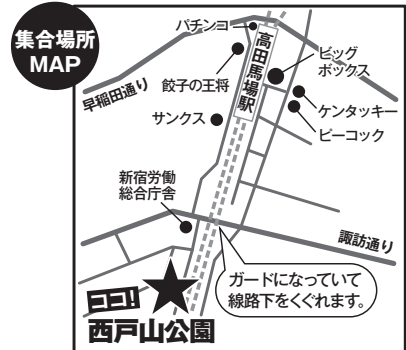 集合場所
MAP
パチンコ
高田馬場駅
ビッグ
ボックス
餃子の王将
早稲田通り
ケンタッキー
サンクス
ピーコック
新宿労働
総合庁舎
諏訪通り
ガードになっていて
線路下をくぐれます。
ココ!
西戸山公園